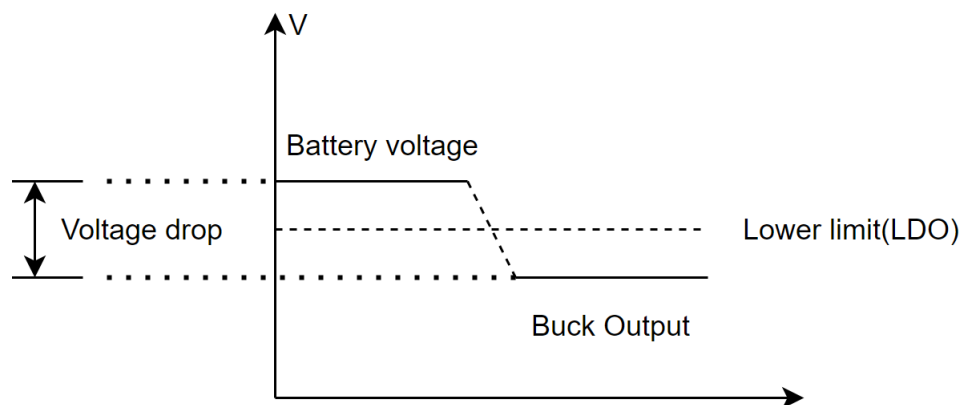 V
Battery voltage
Voltage drop
Lower limit(LDO)
Buck Output